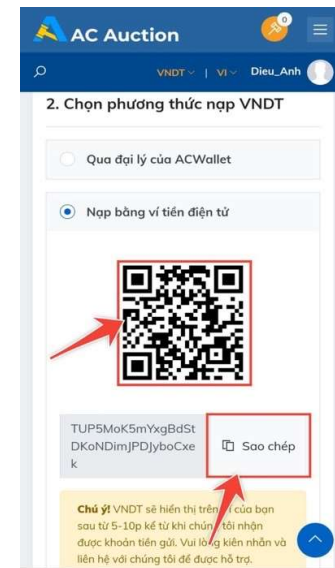 AC Auction
0
VNDT | VI Dieu_Anh
2. Chọn phương thức nạp VNDT
Qua đại lý của ACWallet
Nạp bằng ví tiền điện tử
TUP5MoK5mYxgBdSt
DKoNDimJPDJyboCxe
k
Sao chép
Chú ý! VNDT sẽ hiển thị trên ví của bạn
sau từ 5-10p kể từ khi chúng tôi nhận
được khoản tiền gửi. Vui lòng kiên nhẫn và
liên hệ với chúng tôi để được hỗ trợ.